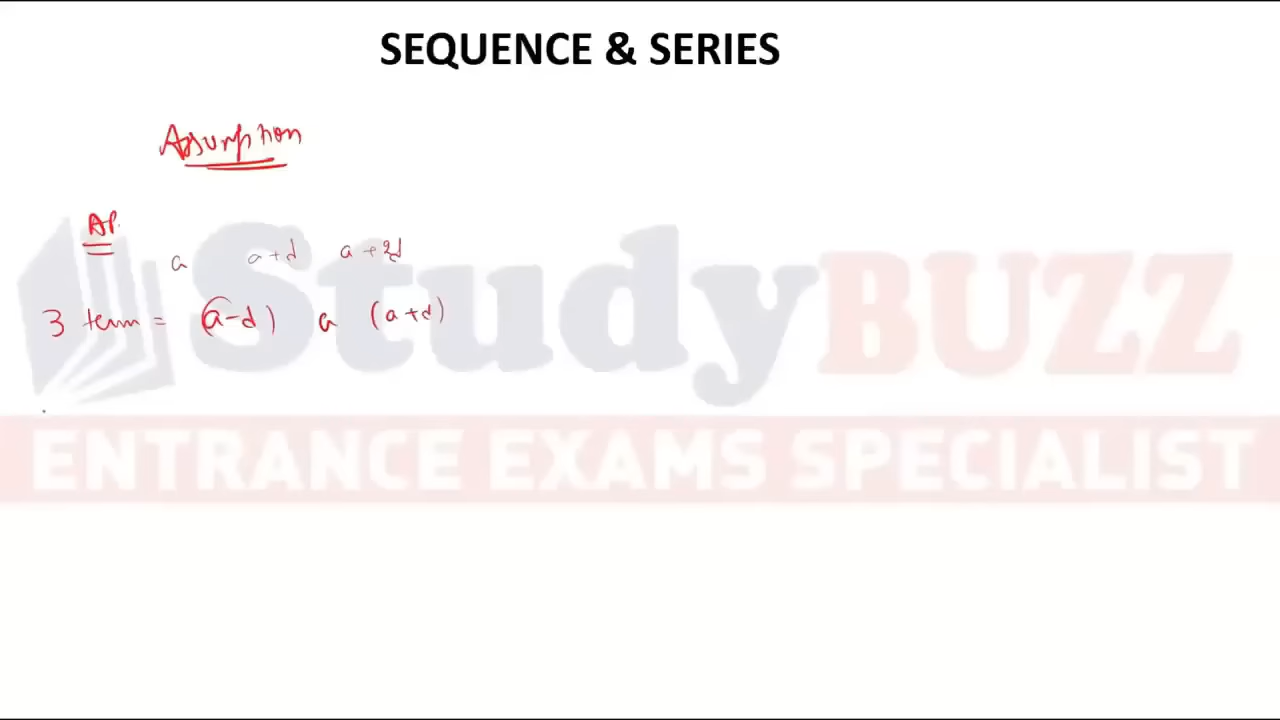 SEQUENCE & SERIES
Assumption
AP.
a a+d a+2d
3 term = (a-d) a (a+d)
StudyBUZZ
ENTRANCE EXAMS SPECIALIST